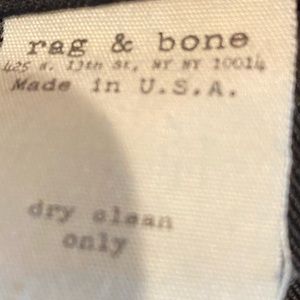 rag & bone
425 W. 13th St, NY NY 10014
Made in U.S.A.
dry clean
only